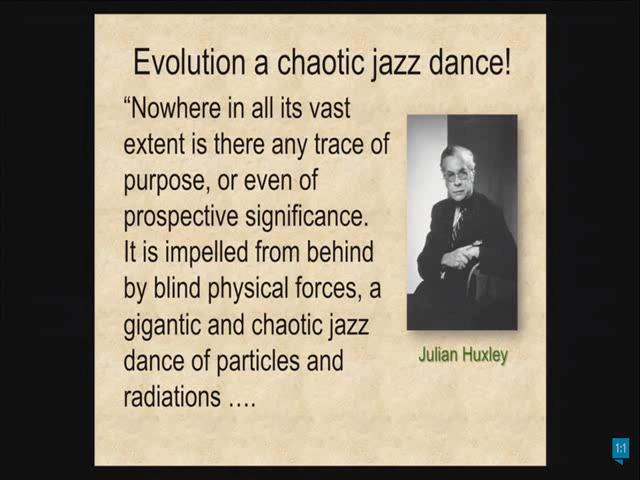 Evolution a chaotic jazz dance!
“Nowhere in all its vast
extent is there any trace of
purpose, or even of
prospective significance.
It is impelled from behind
by blind physical forces, a
gigantic and chaotic jazz
dance of particles and
radiations ….
Julian Huxley
1:1